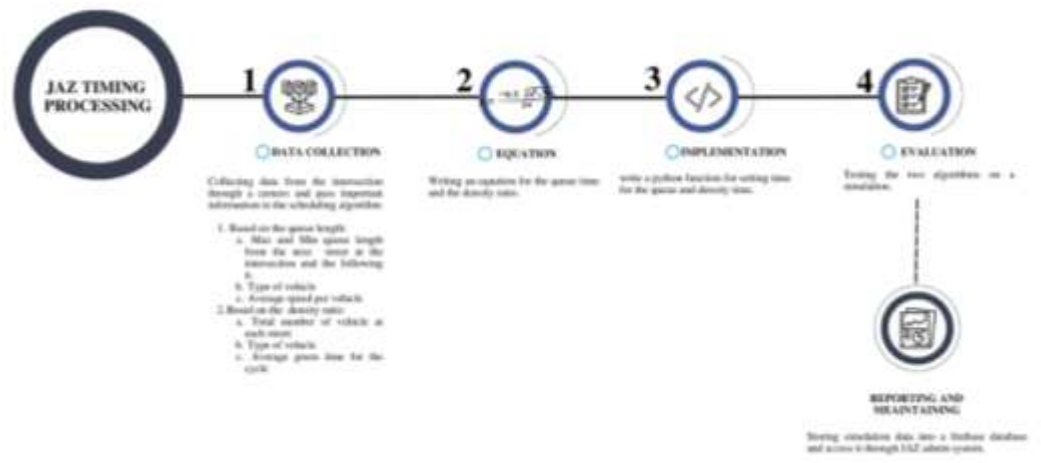 JAZ TIMING
PROCESSING
1
DATA COLLECTION
Collecting data from the intersection
through a camera and pass important
information to the scheduling algorithm
1. Based on the queue length
a. Max and Min queue length
from the street at the
intersection and the following
b. Type of vehicle
c. Average speed per vehicle
2. Based on the density ratio
a. Total number of vehicle at
each street
b. Type of vehicle
c. Average green time for the
cycle
2
EQUATION
Writing an equation for the queue time
and the density ratio.
3
IMPLEMENTATION
write a python function for setting time
for the queue and density time.
4
EVALUATION
Testing the two algorithms on a
simulation.
REPORTING AND
MEAINTAINING
Storing simulation data into a firebase database
and access it through JAZ admin system.